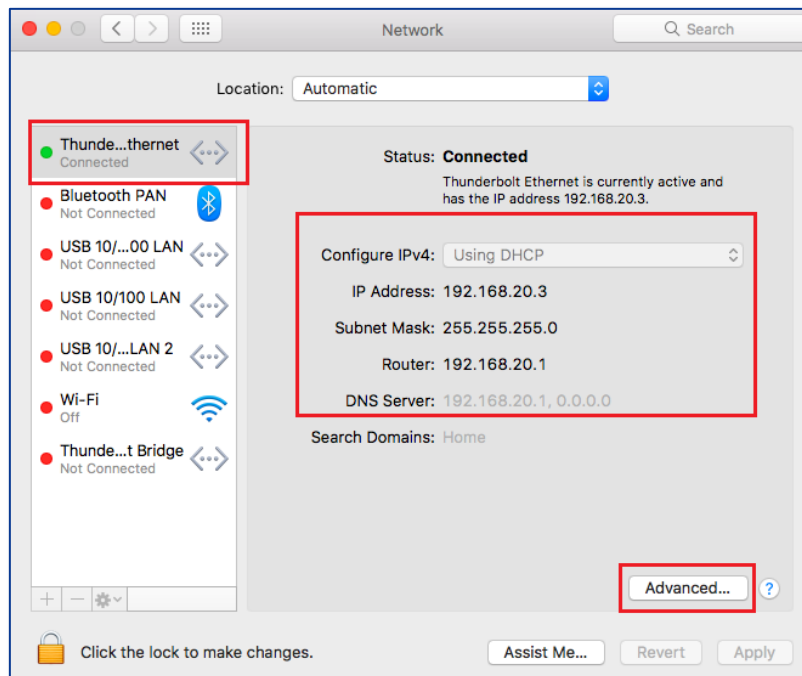 Network
Search
Location: Automatic
Thunde...thernet
Connected
Bluetooth PAN
Not Connected
USB 10/...00 LAN
Not Connected
USB 10/100 LAN
Not Connected
USB 10/...LAN 2
Not Connected
Wi-Fi
Off
Thunde...t Bridge
Not Connected
Status: Connected
Thunderbolt Ethernet is currently active and
has the IP address 192.168.20.3.
Configure IPv4: Using DHCP
IP Address: 192.168.20.3
Subnet Mask: 255.255.255.0
Router: 192.168.20.1
DNS Server: 192.168.20.1, 0.0.0.0
Search Domains: Home
Advanced... ?
Click the lock to make changes.
Assist Me... Revert Apply